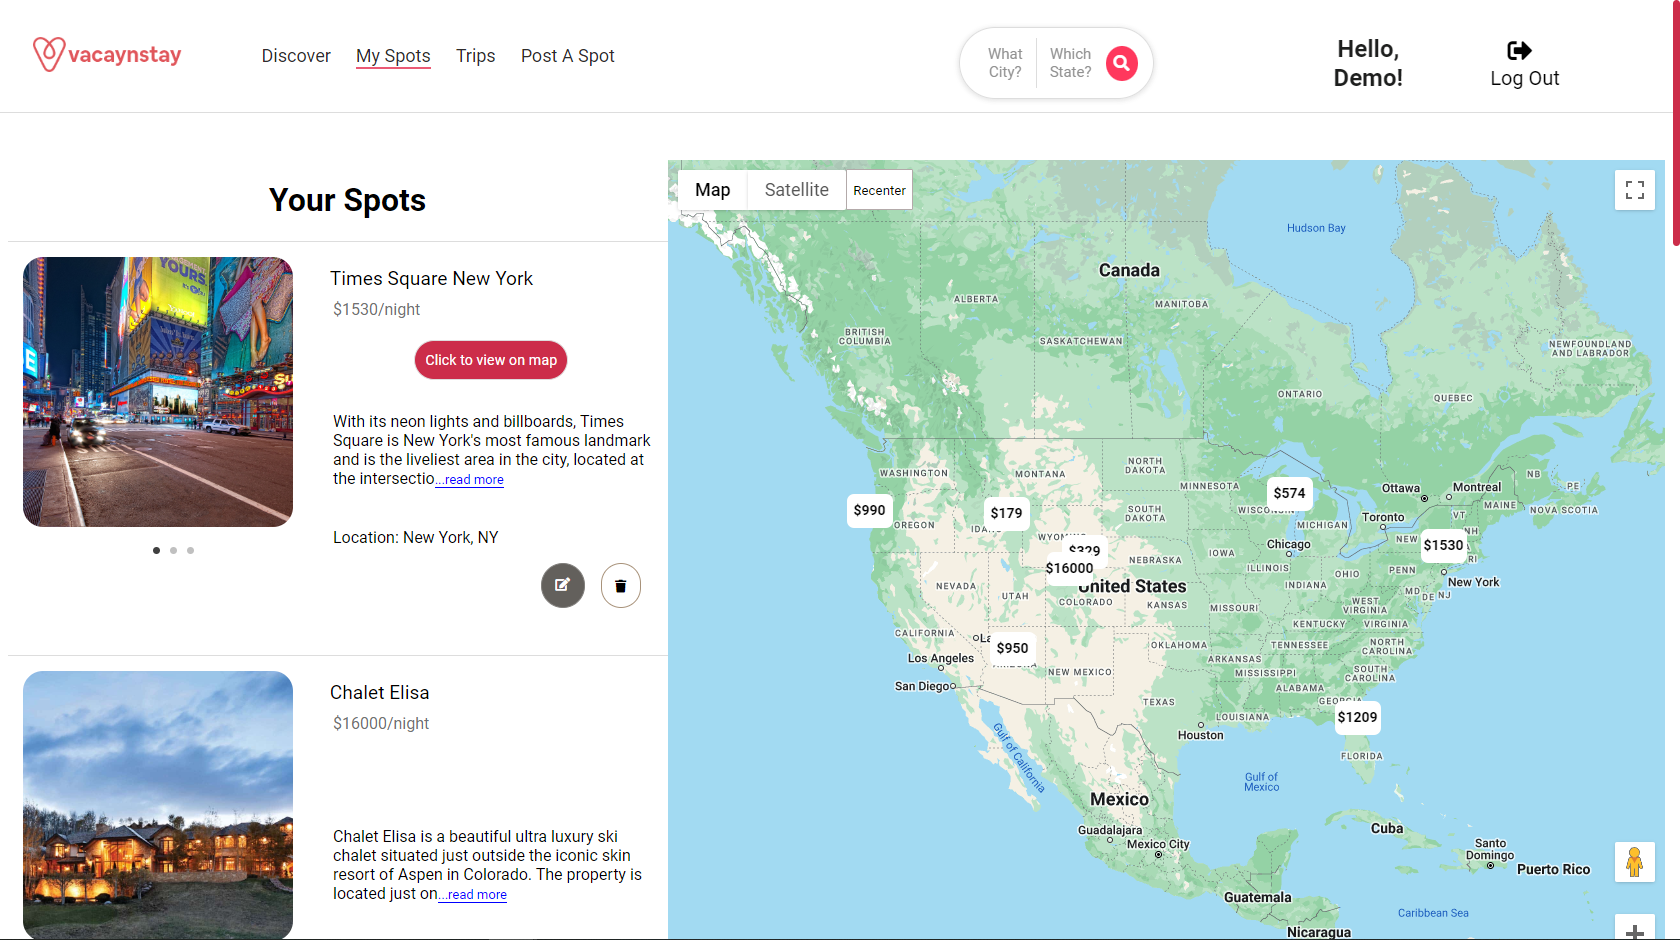 vacaynstay
Discover
My Spots
Trips
Post A Spot
What
City?
Which
State?
Hello,
Demo!
Log Out
Your Spots
YOURS
Times Square New York
$1530/night
Click to view on map
With its neon lights and billboards, Times
Square is New York's most famous landmark
and is the liveliest area in the city, located at
the intersectio...read more
Location: New York, NY
Chalet Elisa
$16000/night
Chalet Elisa is a beautiful ultra luxury ski
chalet situated just outside the iconic skin
resort of Aspen in Colorado. The property is
located just on...read more
Map
Satellite
Recenter
Hudson Bay
Canada
ALBERTA
MANITOBA
BRITISH
COLUMBIA
SASKATCHEWAN
NEWFOUNDLAND
AND LABRADOR
ONTARIO
QUEBEC
WASHINGTON
MONTANA
NORTH
DAKOTA
MINNESOTA
$574
Ottawa
Montreal
NB
PE
MAINE
NOVA SCOTIA
$990
OREGON
$179
SOUTH
DAKOTA
MICHIGAN
Toronto
VT
NH
$1530
RI
$329
$16000
NEBRASKA
IOWA
Chicago
ILLINOIS
INDIANA
OHIO
PENN
NEW
New York
MD
DE
NJ
NEVADA
UTAH
United States
COLORADO
KANSAS
MISSOURI
WEST
VIRGINIA
KENTUCKY
VIRGINIA
CALIFORNIA
$950
OKLAHOMA
TENNESSEE
NORTH
CAROLINA
Los Angeles
ARKANSAS
NEW MEXICO
MISSISSIPPI
SOUTH
CAROLINA
San Diego
ALABAMA
TEXAS
LOUISIANA
$1209
Houston
FLORIDA
Gulf of California
Gulf of
Mexico
Mexico
Guadalajara
Mexico City
Cuba
Santo
Domingo
Puerto Rico
Guatemala
Caribbean Sea
Nicaragua